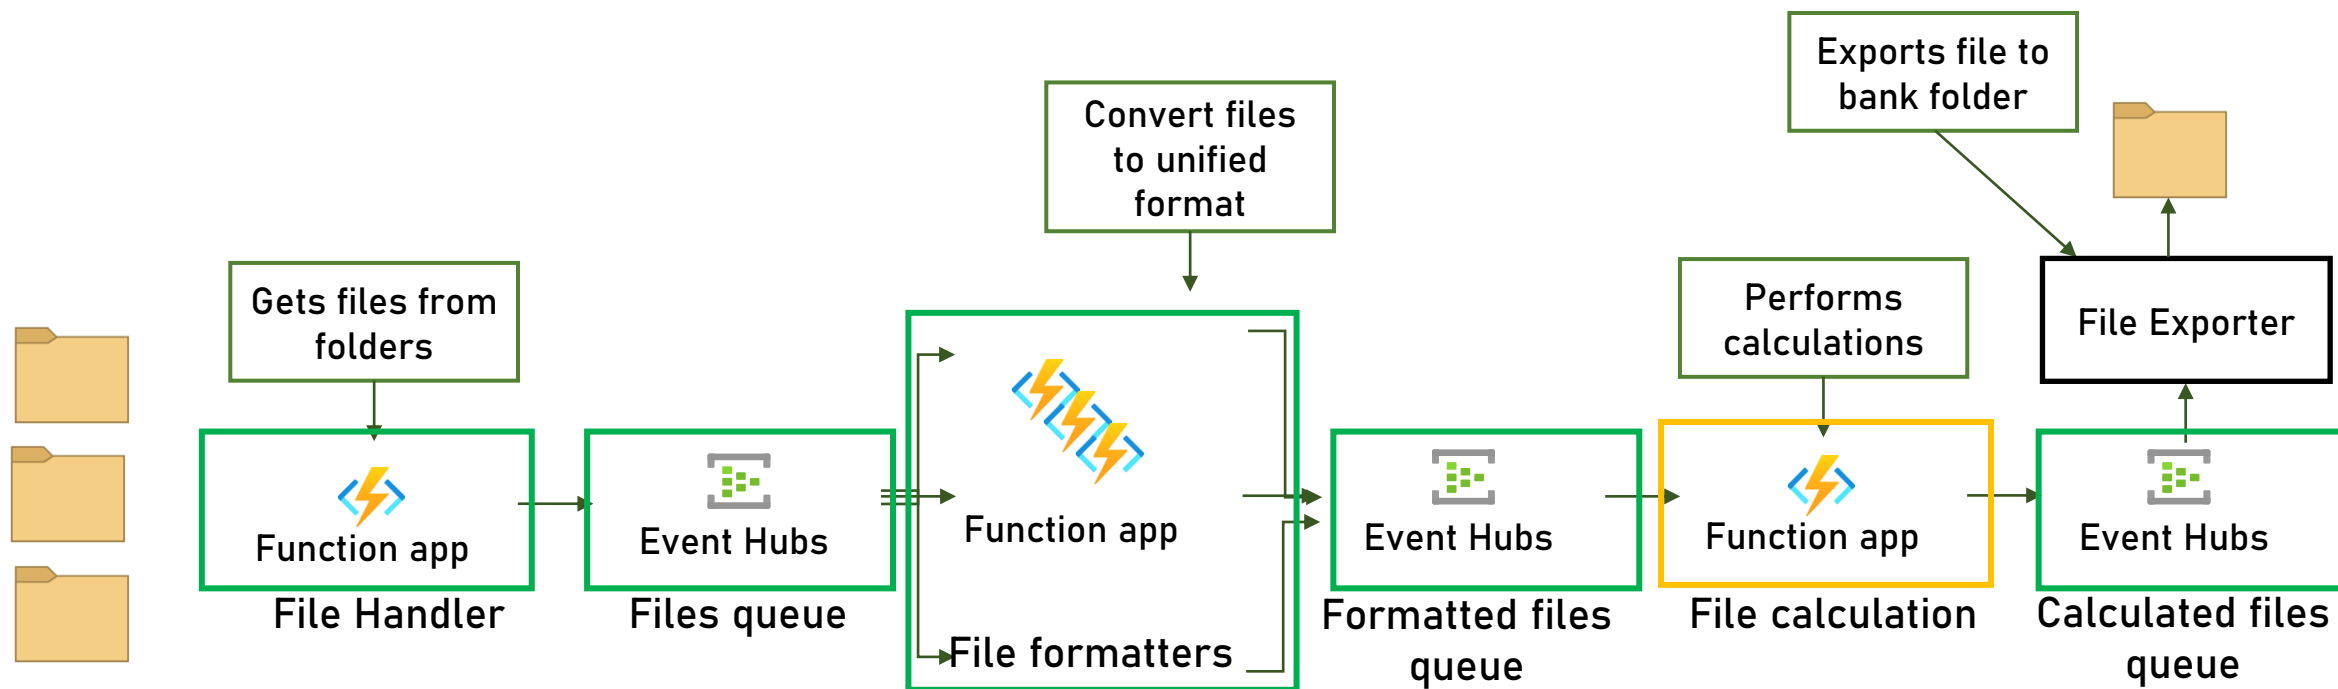 Exports file to
bank folder
Convert files
to unified
format
Gets files from
folders
Performs
calculations
File Exporter
Function app
Event Hubs
Function app
Event Hubs
Function app
Event Hubs
File Handler
Files queue
File formatters
Formatted files
queue
File calculation
Calculated files
queue